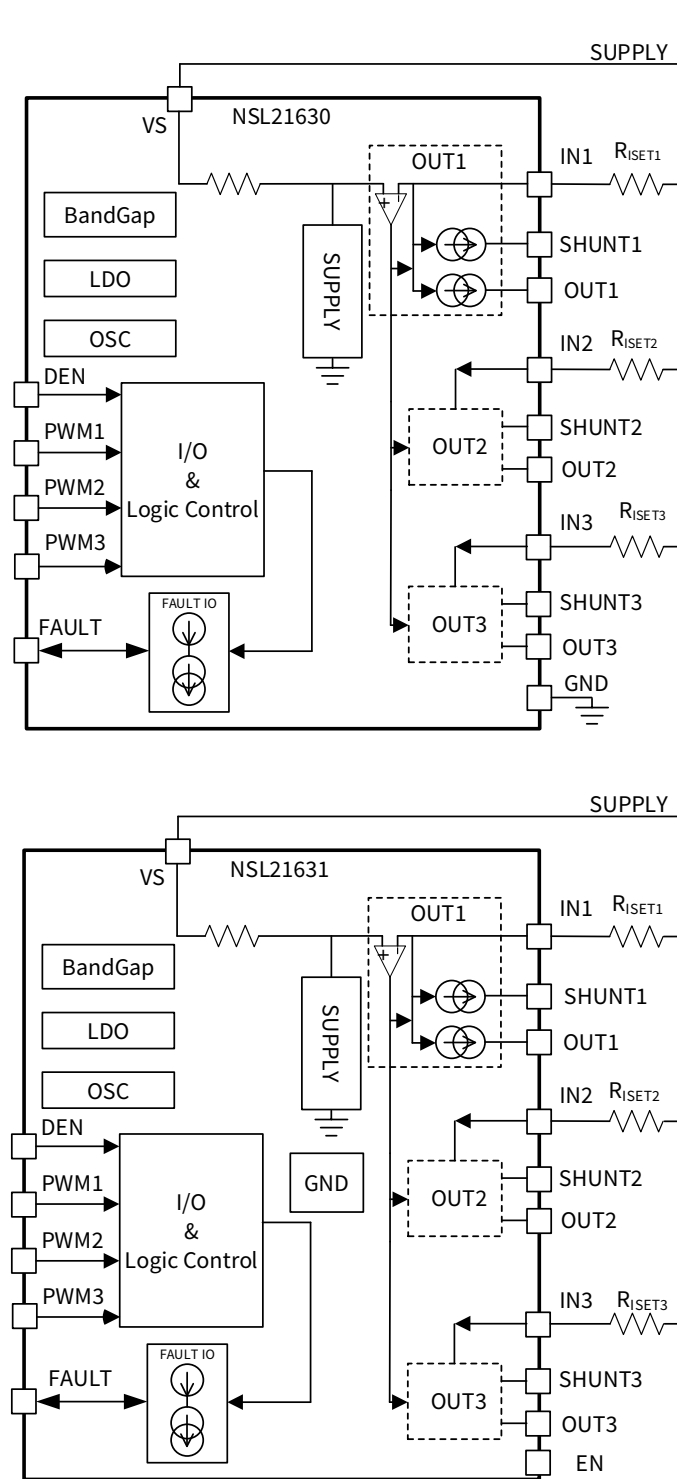 SUPPLY
VS
NSL21630
OUT1
IN1
RISET1
BandGap
SHUNT1
LDO
SUPPLY
OUT1
OSC
IN2
RISET2
DEN
PWM1
I/O
&
Logic Control
OUT2
SHUNT2
OUT2
PWM2
IN3
RISET3
PWM3
FAULT IO
SHUNT3
FAULT
OUT3
OUT3
GND
SUPPLY
VS
NSL21631
OUT1
IN1
RISET1
BandGap
SHUNT1
LDO
SUPPLY
OUT1
OSC
IN2
RISET2
DEN
PWM1
I/O
&
Logic Control
GND
OUT2
SHUNT2
OUT2
PWM2
IN3
RISET3
PWM3
FAULT IO
SHUNT3
FAULT
OUT3
OUT3
EN